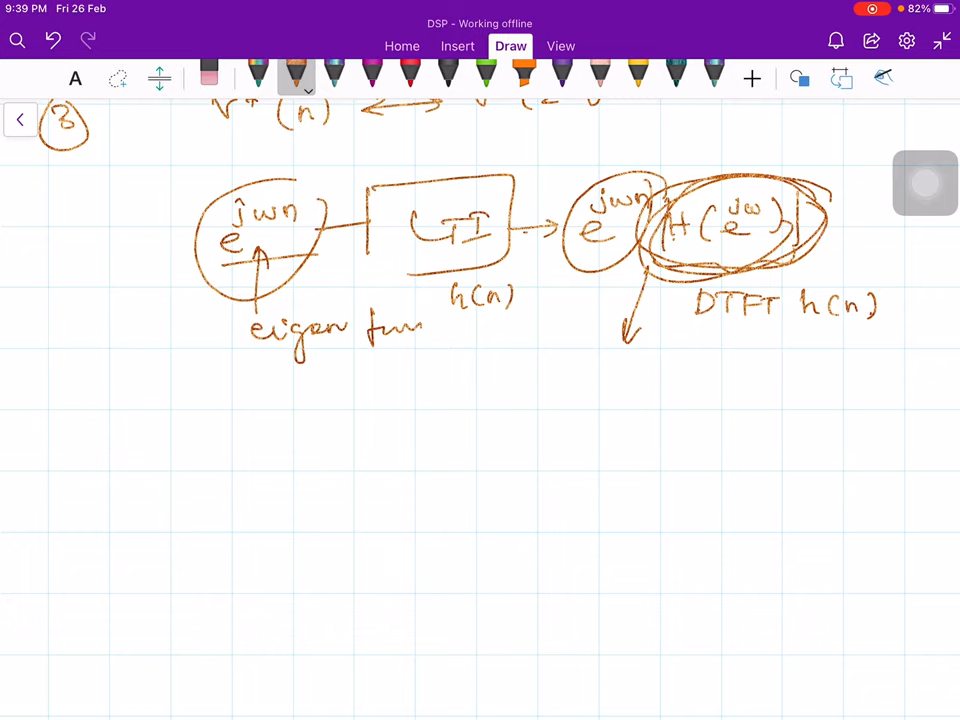 9:39 PM Fri 26 Feb
82%
DSP - Working offline
Home Insert Draw View
A
3
(n)
e^{jwn} LTI e^{jwn} [H(e^{jw})]
h(n)
DTFT h(n)
eigen fun